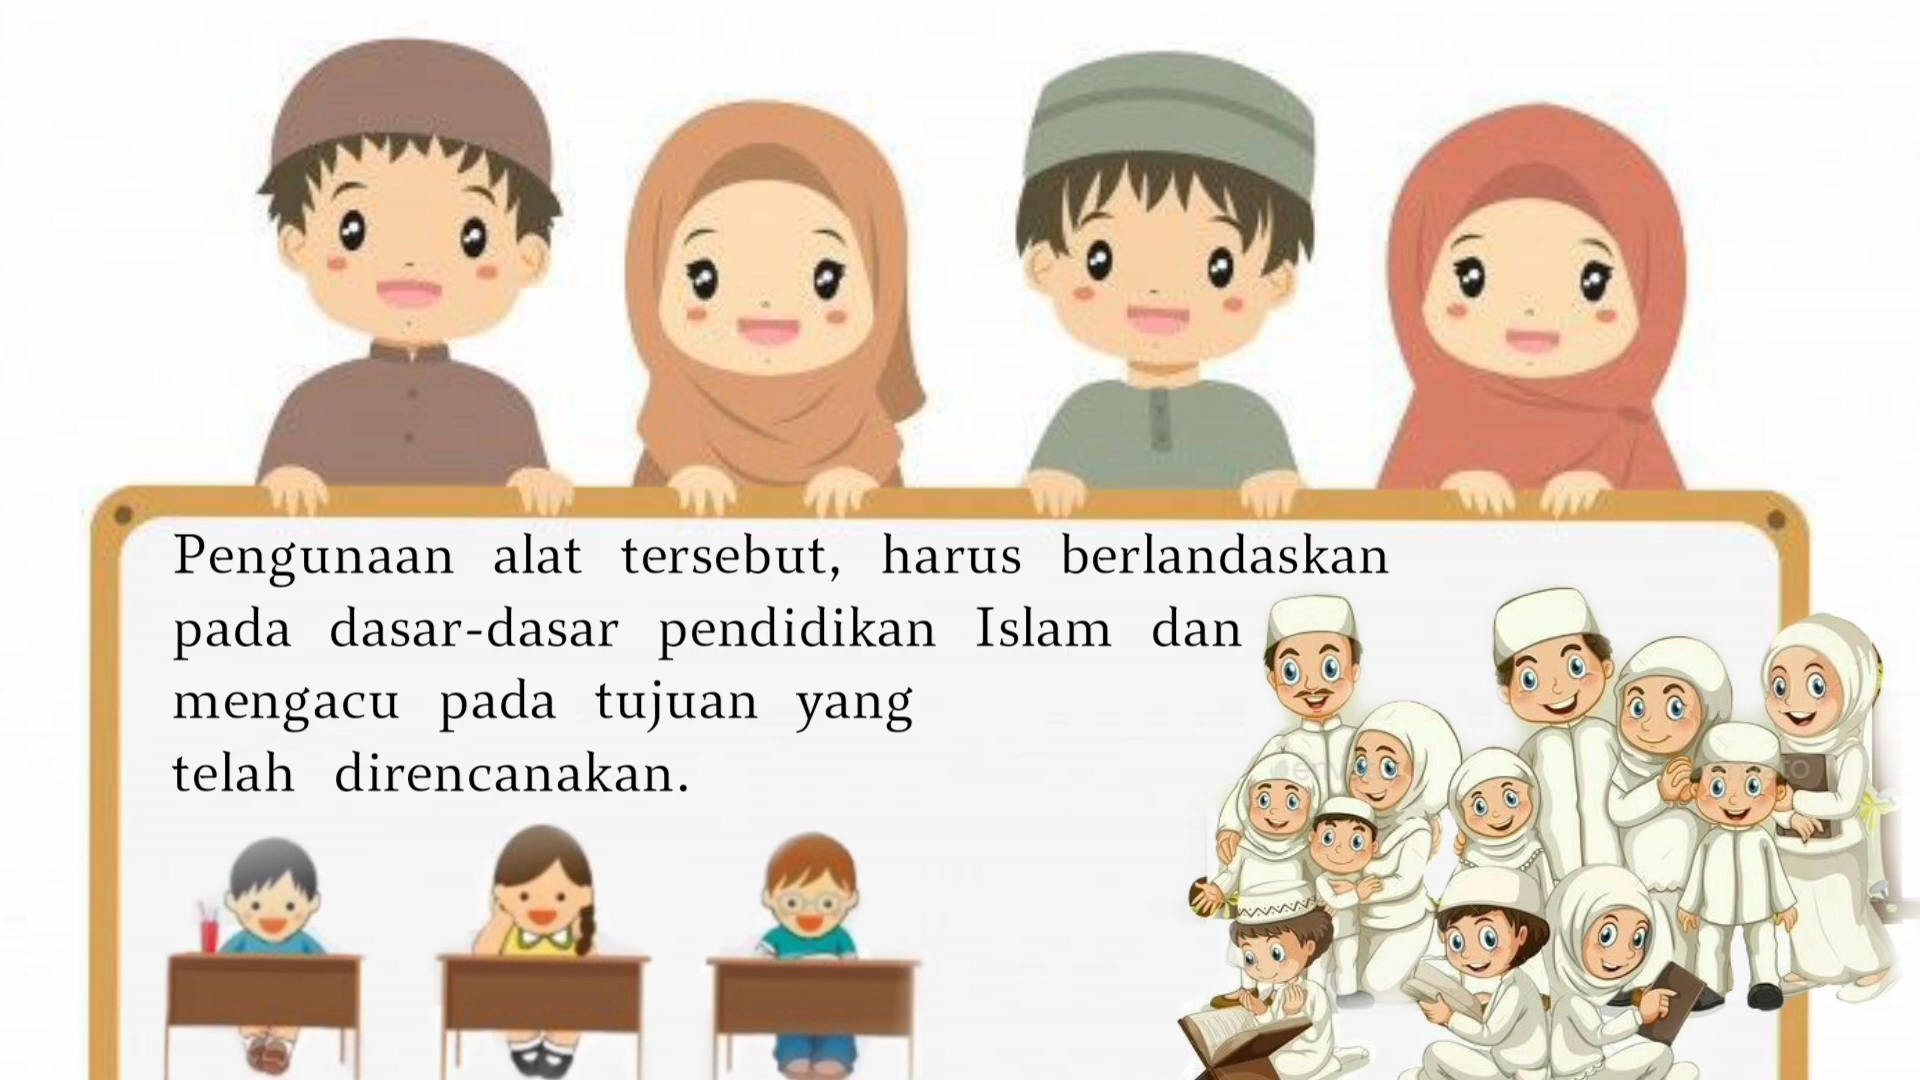 Pengunaan alat tersebut, harus berlandaskan
pada dasar-dasar pendidikan Islam dan
mengacu pada tujuan yang
telah direncanakan.